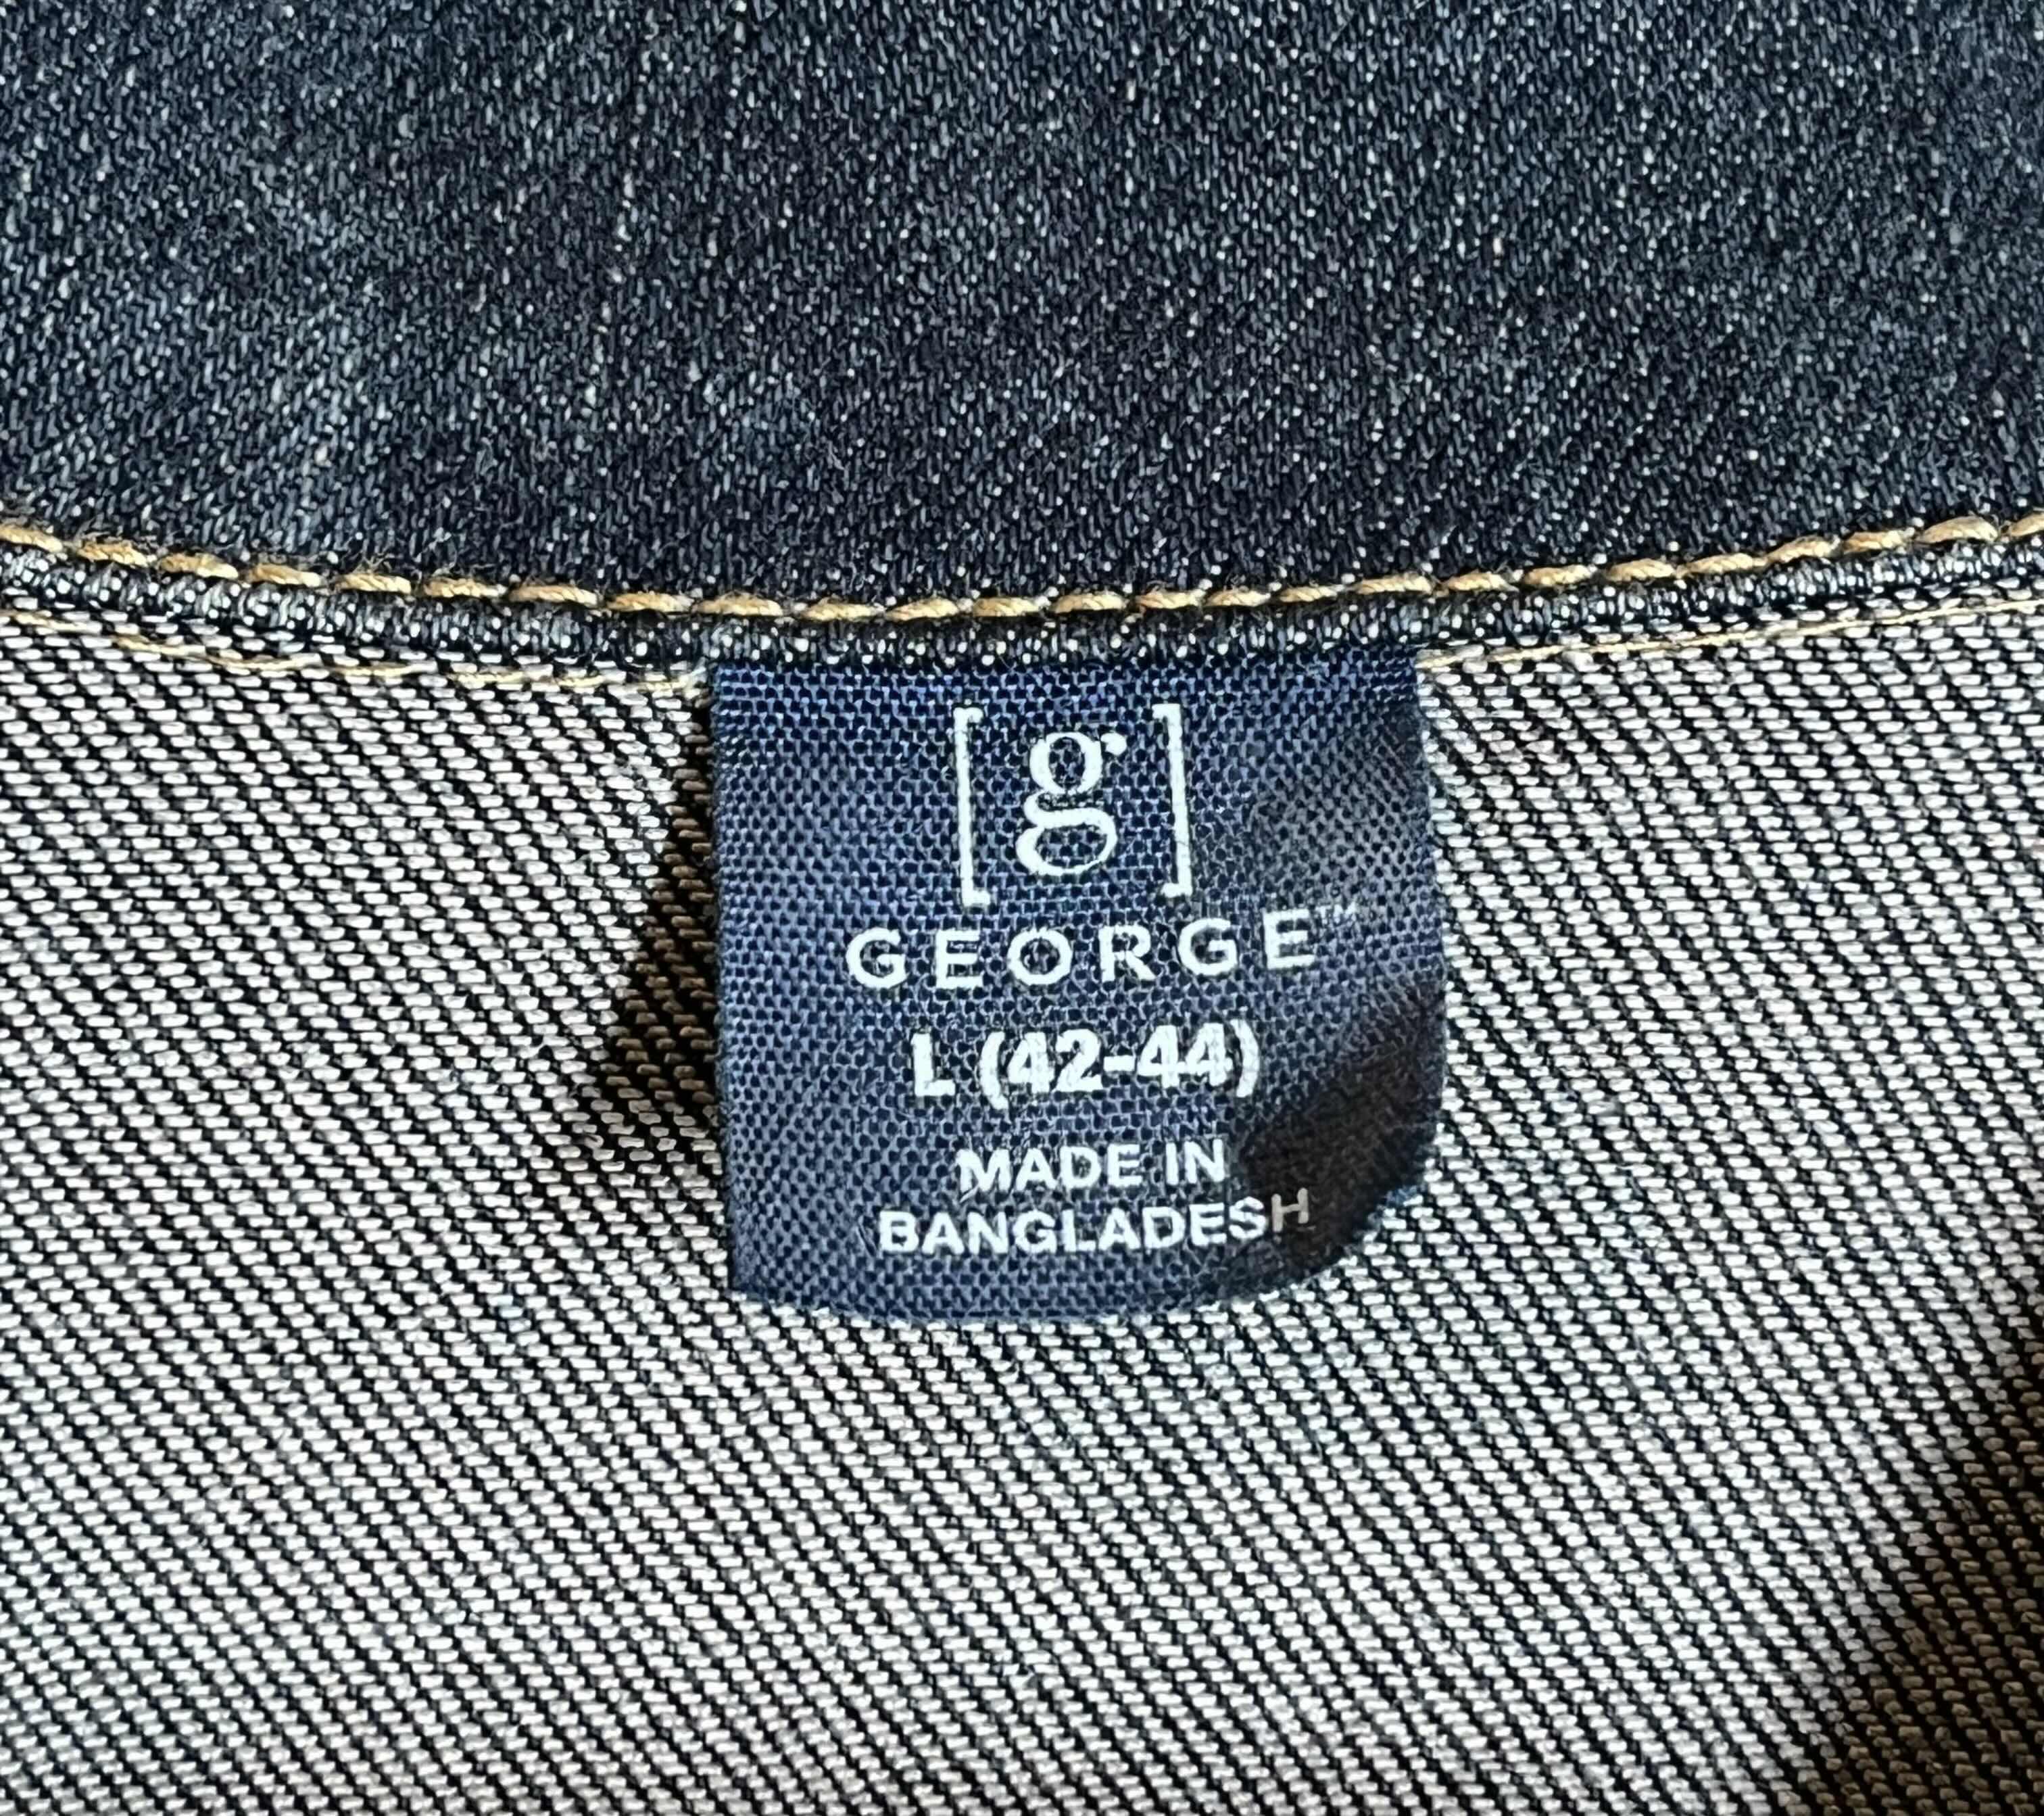 [g]
GEORGE™
L (42-44)
MADE IN
BANGLADESH